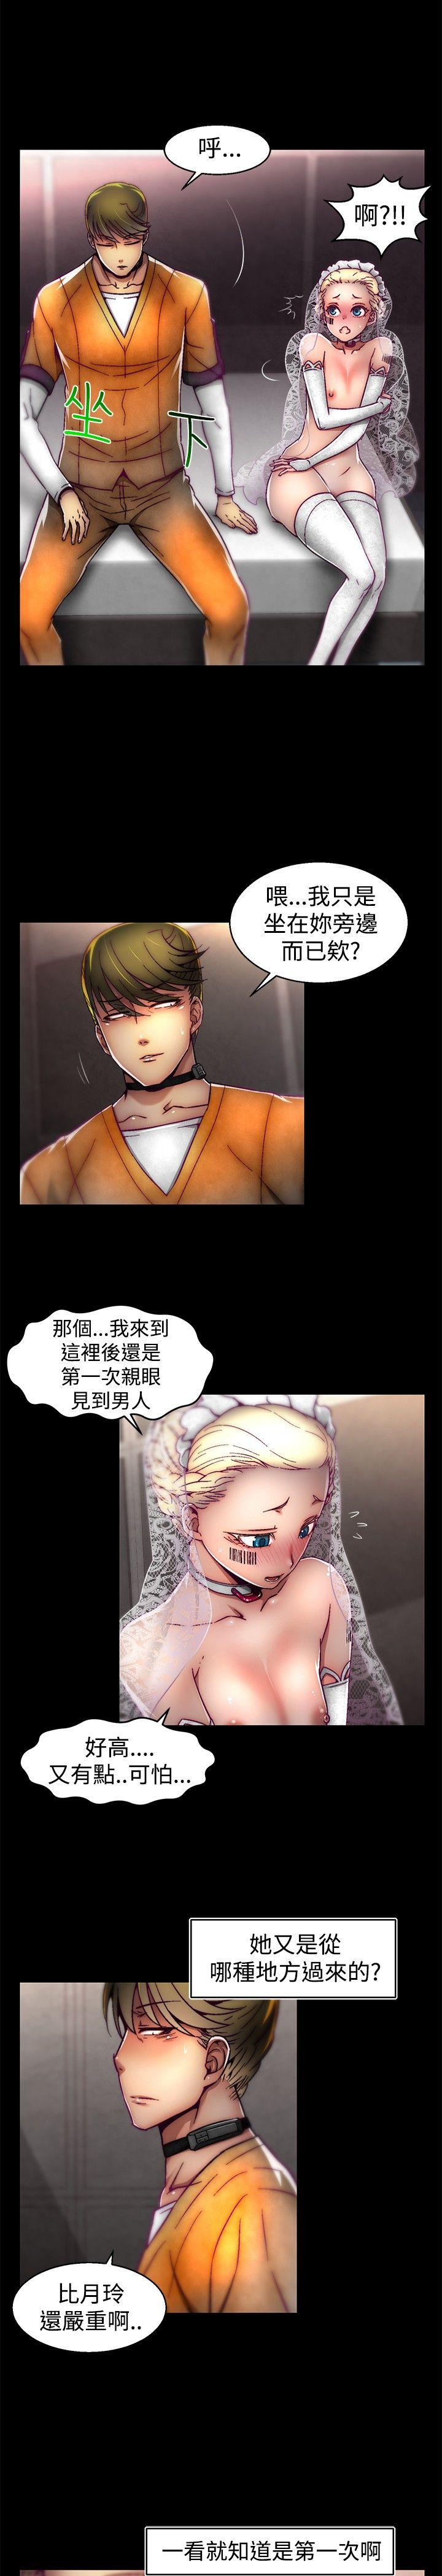 呼...
啊?!!
坐下
喂...我只是
坐在妳旁邊
而已欸?
那個...我來到
這裡後還是
第一次親眼
見到男人
好高....
又有點..可怕...
她又是從
哪種地方過來的?
比月玲
還嚴重啊..
一看就知道是第一次啊